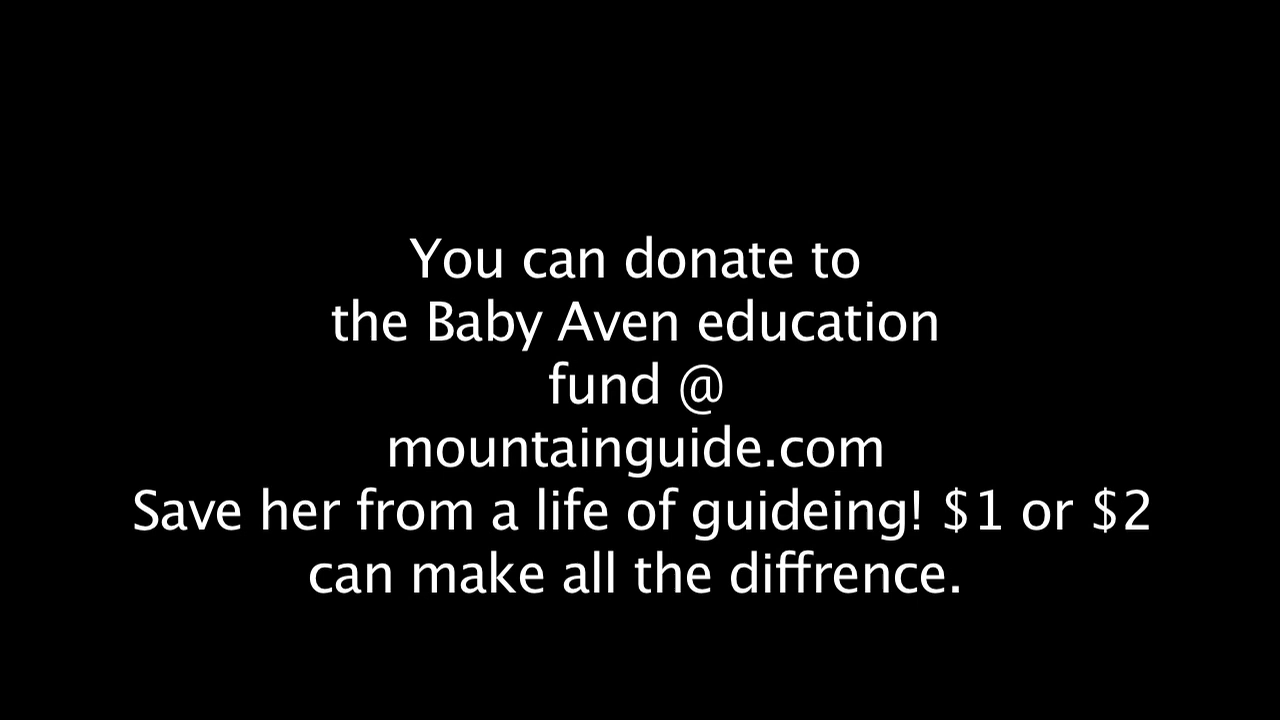 You can donate to
the Baby Aven education
fund @
mountainguide.com
Save her from a life of guideing! $1 or $2
can make all the diffrence.